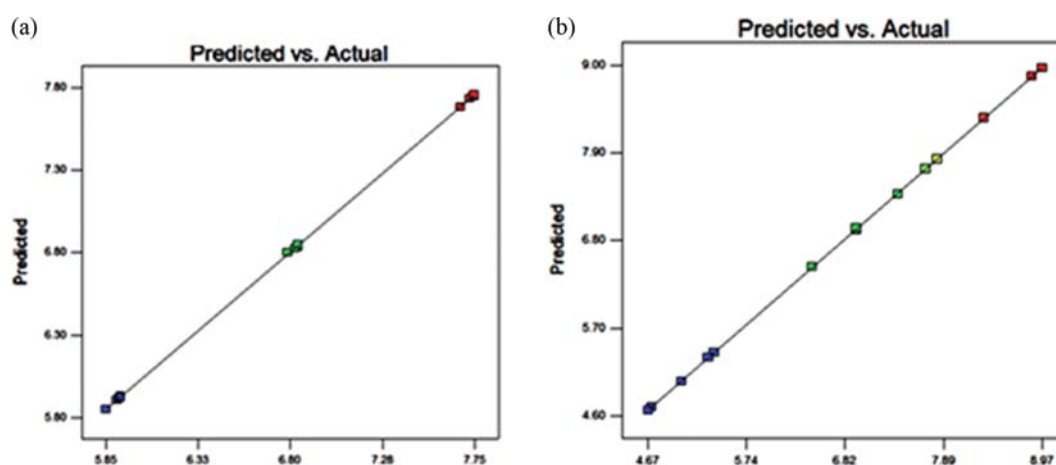 (a)
Predicted vs. Actual
7.80
7.30
6.80
6.30
5.80
Predicted
5.85 6.33 6.80 7.28 7.75
(b)
Predicted vs. Actual
9.00
7.90
6.80
5.70
4.60
Predicted
4.67 5.74 6.82 7.89 8.97